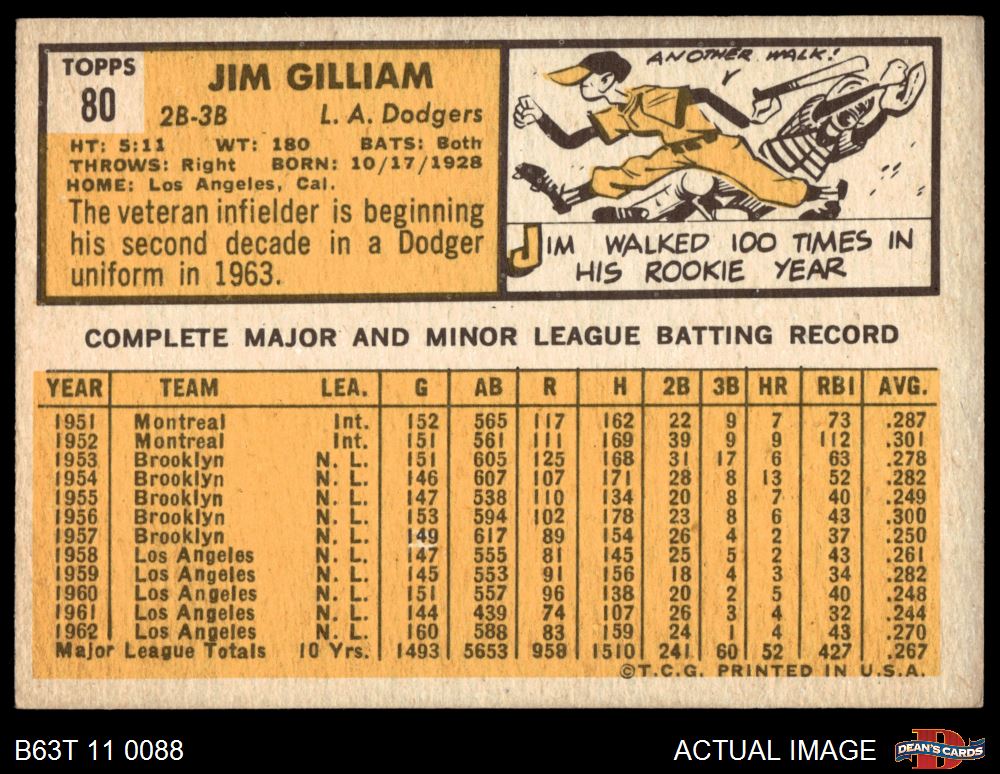 TOPPS
80
JIM GILLIAM
2B-3B L. A. Dodgers
HT: 5:11 WT: 180 BATS: Both
THROWS: Right BORN: 10/17/1928
HOME: Los Angeles, Cal.
The veteran infielder is beginning
his second decade in a Dodger
uniform in 1963.
ANOTHER WALK!
JIM WALKED 100 TIMES IN
HIS ROOKIE YEAR
COMPLETE MAJOR AND MINOR LEAGUE BATTING RECORD
YEAR TEAM LEA. G AB R H 2B 3B HR RBI AVG.
1951 Montreal Int. 152 565 117 162 22 9 7 73 .287
1952 Montreal Int. 151 561 111 169 39 9 9 112 .301
1953 Brooklyn N. L. 151 605 125 168 31 17 6 63 .278
1954 Brooklyn N. L. 146 607 107 171 28 8 13 52 .282
1955 Brooklyn N. L. 147 538 110 134 20 8 7 40 .249
1956 Brooklyn N. L. 153 594 102 178 23 8 6 43 .300
1957 Brooklyn N. L. 149 617 89 154 26 4 2 37 .250
1958 Los Angeles N. L. 147 555 81 145 25 5 2 43 .261
1959 Los Angeles N. L. 145 553 91 156 18 4 3 34 .282
1960 Los Angeles N. L. 151 557 96 138 20 2 5 40 .248
1961 Los Angeles N. L. 144 439 74 107 26 3 4 32 .244
1962 Los Angeles N. L. 160 588 83 159 24 1 4 43 .270
Major League Totals 10 Yrs. 1493 5653 958 1510 241 60 52 427 .267
©T.C.G. PRINTED IN U.S.A.
B63T 11 0088 ACTUAL IMAGE DEAN'S CARDS